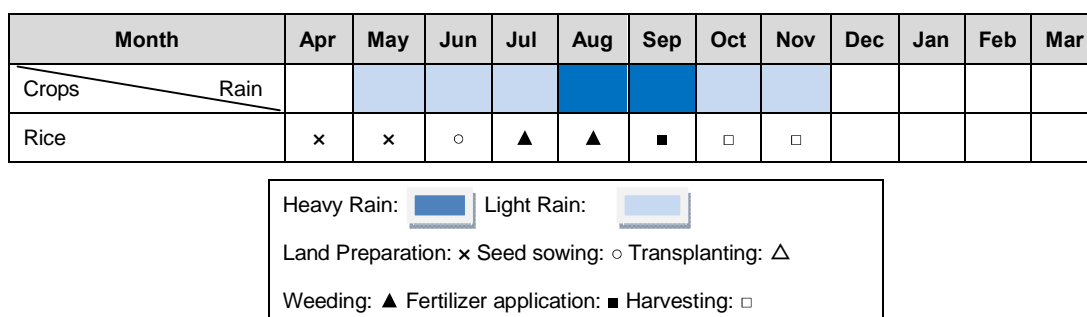 Month Apr May Jun Jul Aug Sep Oct Nov Dec Jan Feb Mar
Crops Rain
Rice × × ○ ▲ ▲ ■ □ □
Heavy Rain: Light Rain:
Land Preparation: × Seed sowing: ○ Transplanting: △
Weeding: ▲ Fertilizer application: ■ Harvesting: □